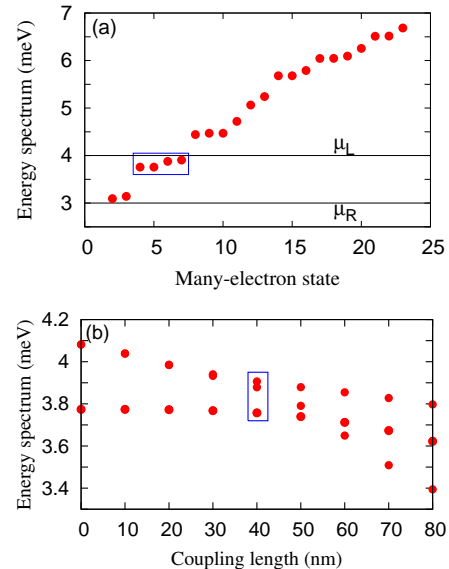 (a)
Energy spectrum (meV)
7
6
5
4
3
μL
μR
0 5 10 15 20 25
Many-electron state
(b)
Energy spectrum (meV)
4.2
4
3.8
3.6
3.4
0 10 20 30 40 50 60 70 80
Coupling length (nm)